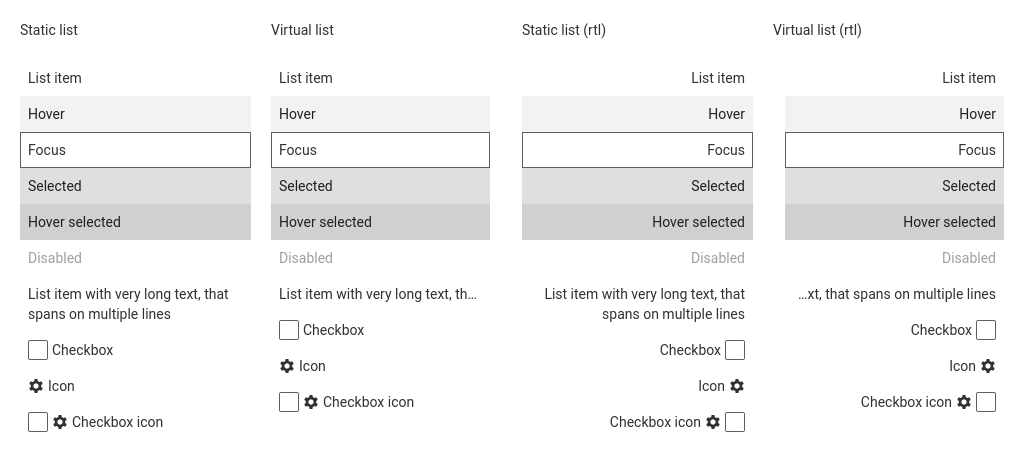 Static list
List item
Hover
Focus
Selected
Hover selected
Disabled
List item with very long text, that
spans on multiple lines
Checkbox
Icon
Checkbox icon
Virtual list
List item
Hover
Focus
Selected
Hover selected
Disabled
List item with very long text, th...
Checkbox
Icon
Checkbox icon
Static list (rtl)
List item
Hover
Focus
Selected
Hover selected
Disabled
List item with very long text, that
spans on multiple lines
Checkbox
Icon
Checkbox icon
Virtual list (rtl)
List item
Hover
Focus
Selected
Hover selected
Disabled
...xt, that spans on multiple lines
Checkbox
Icon
Checkbox icon